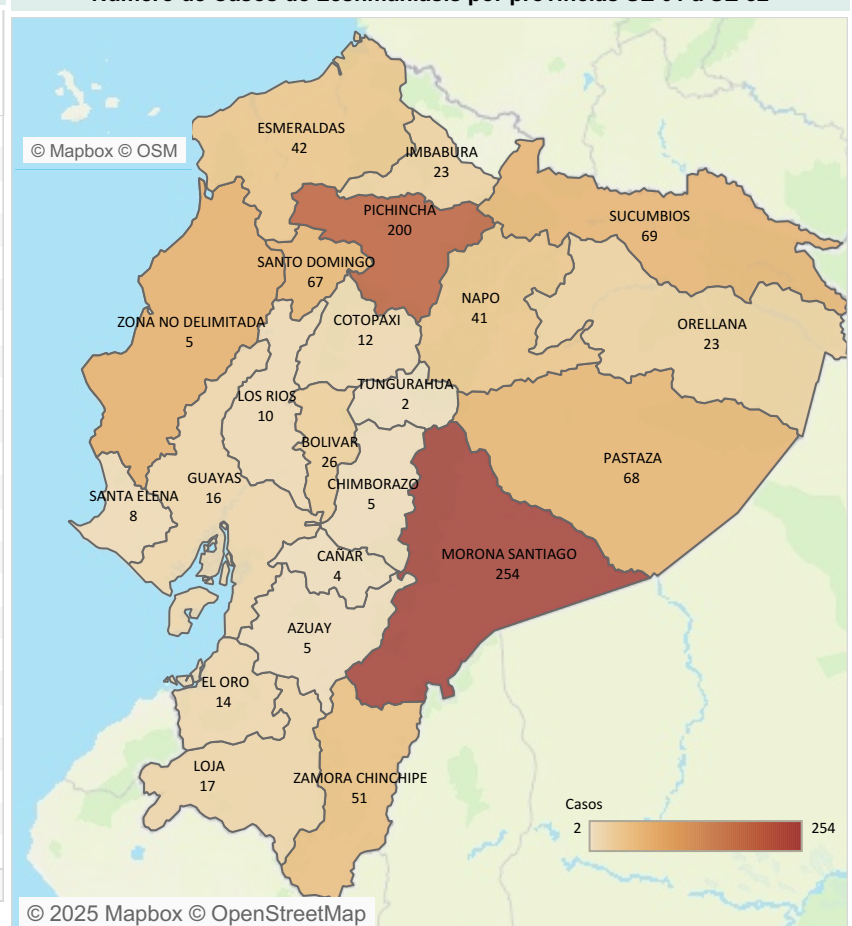 © Mapbox © OSM
ESMERALDAS
42
IMBABURA
23
PICHINCHA
200
SUCUMBIOS
69
SANTO DOMINGO
67
NAPO
41
ZONA NO DELIMITADA
5
COTOPAXI
12
ORELLANA
23
TUNGURAHUA
2
LOS RIOS
10
BOLIVAR
26
PASTAZA
68
GUAYAS
16
CHIMBORAZO
5
SANTA ELENA
8
MORONA SANTIAGO
254
CAÑAR
4
AZUAY
5
EL ORO
14
LOJA
17
ZAMORA CHINCHIPE
51
Casos
2
254
© 2025 Mapbox © OpenStreetMap